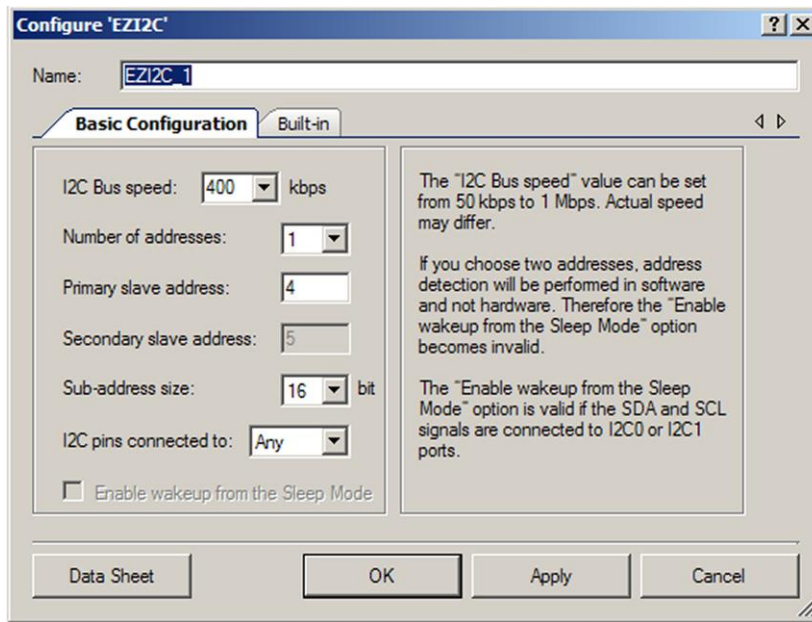 Configure 'EZI2C'
Name: EZI2C_1
Basic Configuration Built-in
I2C Bus speed: 400 kbps
Number of addresses: 1
Primary slave address: 4
Secondary slave address: 5
Sub-address size: 16 bit
I2C pins connected to: Any
Enable wakeup from the Sleep Mode
The "I2C Bus speed" value can be set
from 50 kbps to 1 Mbps. Actual speed
may differ.
If you choose two addresses, address
detection will be performed in software
and not hardware. Therefore the "Enable
wakeup from the Sleep Mode" option
becomes invalid.
The "Enable wakeup from the Sleep
Mode" option is valid if the SDA and SCL
signals are connected to I2C0 or I2C1
ports.
Data Sheet OK Apply Cancel